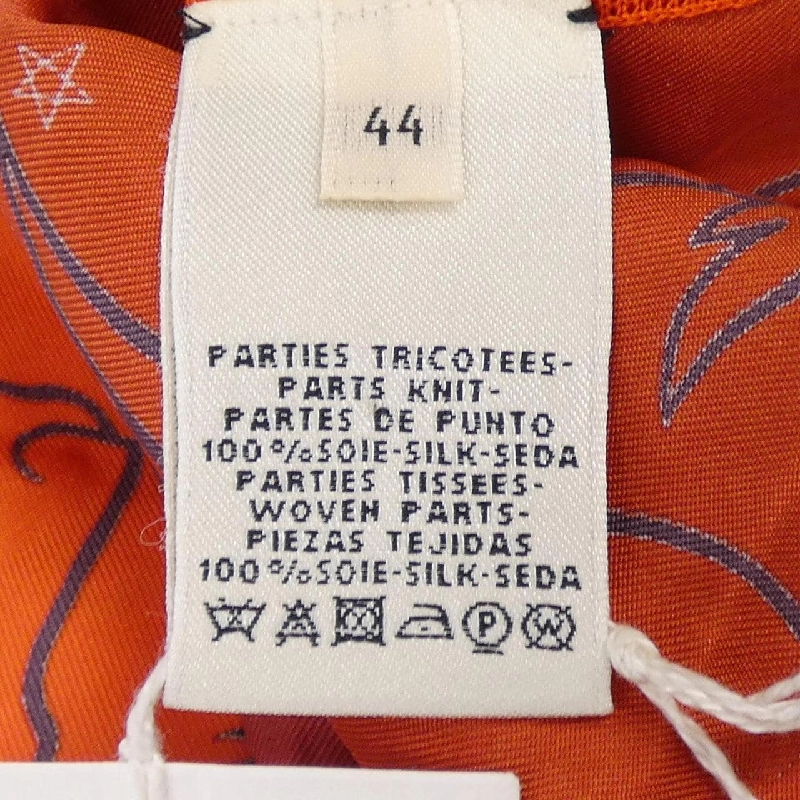 44
PARTIES TRICOTEES-
PARTS KNIT-
PARTES DE PUNTO
100%SOIE-SILK-SEDA
PARTIES TISSEES-
WOVEN PARTS-
PIEZAS TEJIDAS
100%SOIE-SILK-SEDA
P W